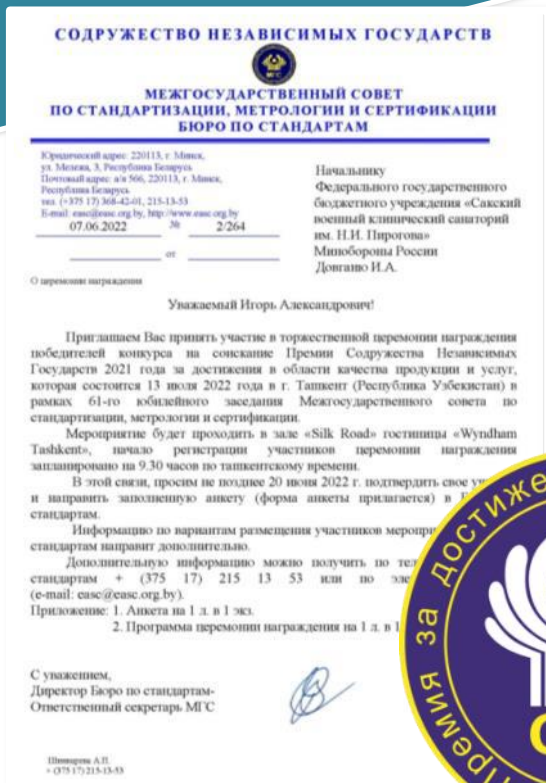 СОДРУЖЕСТВО НЕЗАВИСИМЫХ ГОСУДАРСТВ
МГС
МЕЖГОСУДАРСТВЕННЫЙ СОВЕТ
ПО СТАНДАРТИЗАЦИИ, МЕТРОЛОГИИ И СЕРТИФИКАЦИИ
БЮРО ПО СТАНДАРТАМ
Юридический адрес: 220113, г. Минск,
ул. Мележа, 3, Республика Беларусь
Почтовый адрес: а/я 566, 220113, г. Минск,
Республика Беларусь
тел. (+375 17) 368-42-01, 215-13-53
E-mail: easc@easc.org.by, http://www.easc.org.by
07.06.2022 № 2/264
от
О церемонии награждения
Начальнику
Федерального государственного
бюджетного учреждения «Сакский
военный клинический санаторий
им. Н.И. Пирогова»
Минобороны России
Довганю И.А.
Уважаемый Игорь Александрович!
Приглашаем Вас принять участие в торжественной церемонии награждения
победителей конкурса на соискание Премии Содружества Независимых
Государств 2021 года за достижения в области качества продукции и услуг,
которая состоится 13 июля 2022 года в г. Ташкент (Республика Узбекистан) в
рамках 61-го юбилейного заседания Межгосударственного совета по
стандартизации, метрологии и сертификации.
Мероприятие будет проходить в зале «Silk Road» гостиницы «Wyndham
Tashkent», начало регистрации участников церемонии награждения
запланировано на 9.30 часов по ташкентскому времени.
В этой связи, просим не позднее 20 июня 2022 г. подтвердить свое
и направить заполненную анкету (форма анкеты прилагается) в
стандартам.
Информацию по вариантам размещения участников
стандартам направит дополнительно.
Дополнительную информацию можно получить по
стандартам + (375 17) 215 13 53 или по
(e-mail: easc@easc.org.by).
Приложение: 1. Анкета на 1 л. в 1 экз.
2. Программа церемонии награждения на 1 л. в 1
С уважением,
Директор Бюро по стандартам-
Ответственный секретарь МГС
А.П.
+ (375 17) 215-13-53
Премия за